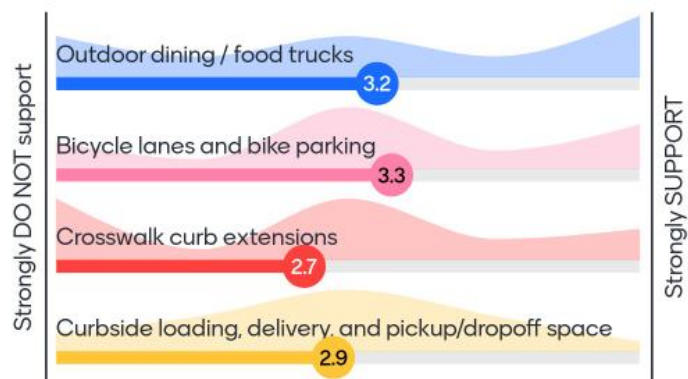 Strongly DO NOT support
Outdoor dining / food trucks
3.2
Bicycle lanes and bike parking
3.3
Crosswalk curb extensions
2.7
Curbside loading, delivery, and pickup/dropoff space
2.9
Strongly SUPPORT